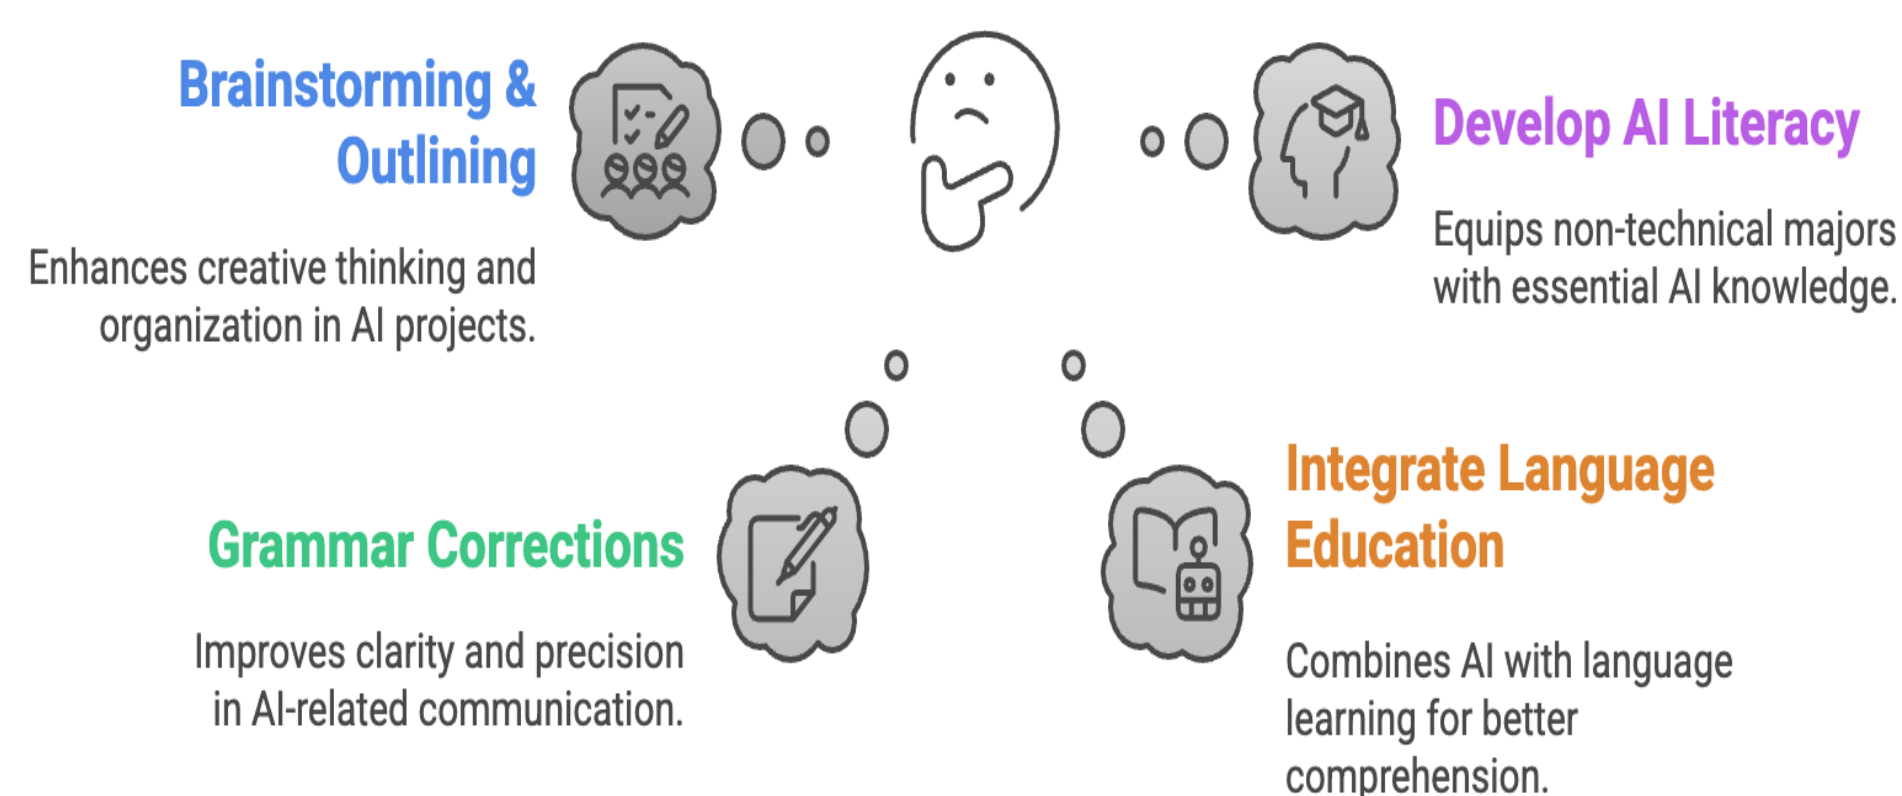 Brainstorming &
Outlining
Enhances creative thinking and
organization in AI projects.
Develop AI Literacy
Equips non-technical majors
with essential AI knowledge.
Grammar Corrections
Improves clarity and precision
in AI-related communication.
Integrate Language
Education
Combines AI with language
learning for better
comprehension.